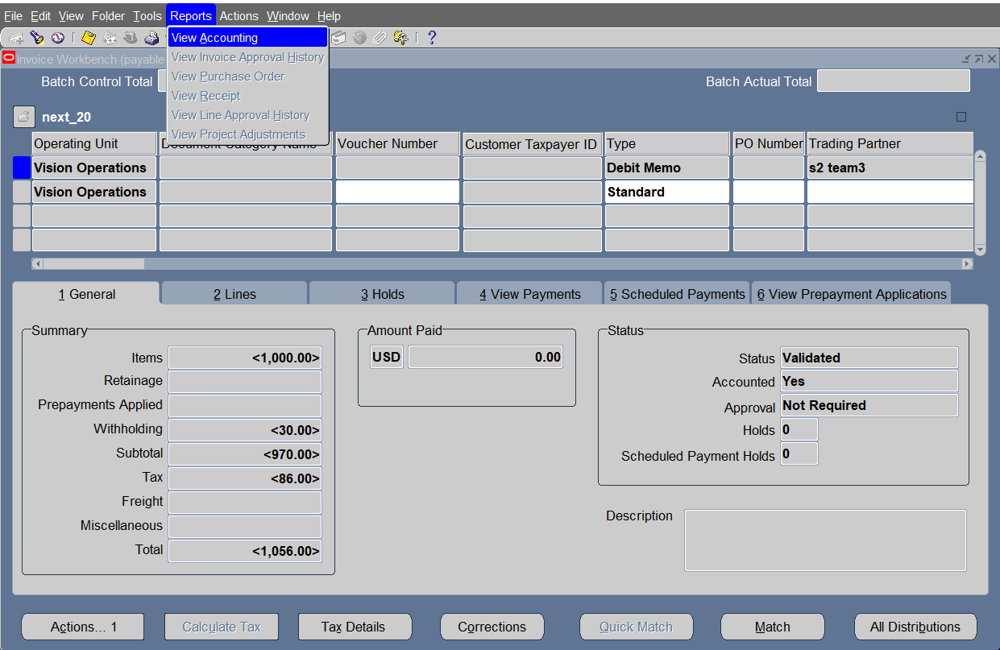 File Edit View Folder Tools Reports Actions Window Help
View Accounting
View Invoice Approval History
View Purchase Order
View Receipt
View Line Approval History
View Project Adjustments
Invoice Workbench (payable
Batch Control Total
Batch Actual Total
next_20
Operating Unit Document Category Name Voucher Number Customer Taxpayer ID Type PO Number Trading Partner
Vision Operations Debit Memo s2 team3
Vision Operations Standard
1 General 2 Lines 3 Holds 4 View Payments 5 Scheduled Payments 6 View Prepayment Applications
Summary
Items <1,000.00>
Retainage
Prepayments Applied
Withholding <30.00>
Subtotal <970.00>
Tax <86.00>
Freight
Miscellaneous
Total <1,056.00>
Amount Paid
USD 0.00
Status
Status Validated
Accounted Yes
Approval Not Required
Holds 0
Scheduled Payment Holds 0
Description
Actions... 1 Calculate Tax Tax Details Corrections Quick Match Match All Distributions